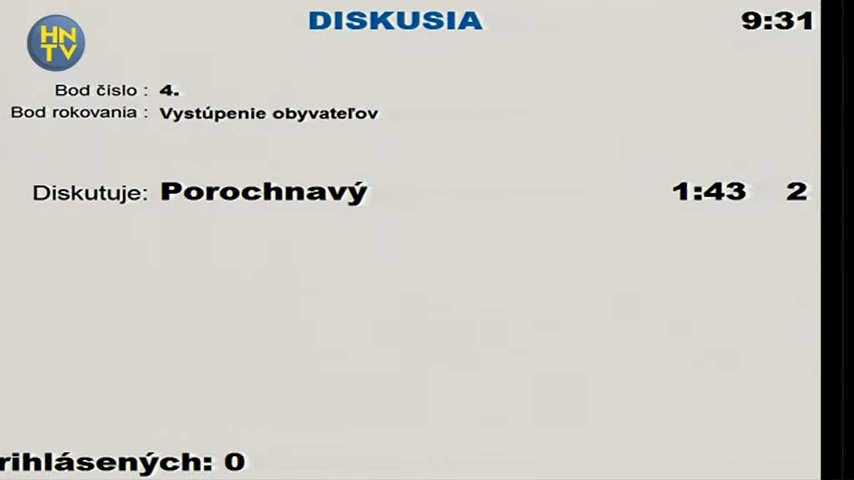 HN
TV
DISKUSIA 9:31
Bod číslo : 4.
Bod rokovania : Vystúpenie obyvateľov
Diskutuje: Porochnavý 1:43 2
rihlásených: 0